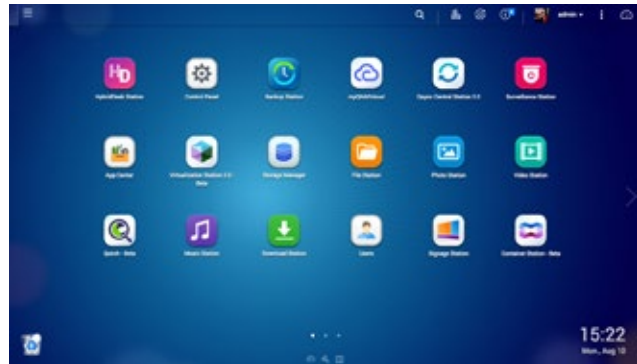 admin
HybridDesk Station
Control Panel
Backup Station
myQNAPcloud
Qsync Central Station 2.0
Surveillance Station
App Center
Virtualization Station 2.0 -
Beta
Storage Manager
File Station
Photo Station
Video Station
Qsirch - Beta
Music Station
Download Station
Users
Signage Station
Container Station - Beta
15:22
Mon., Aug 10